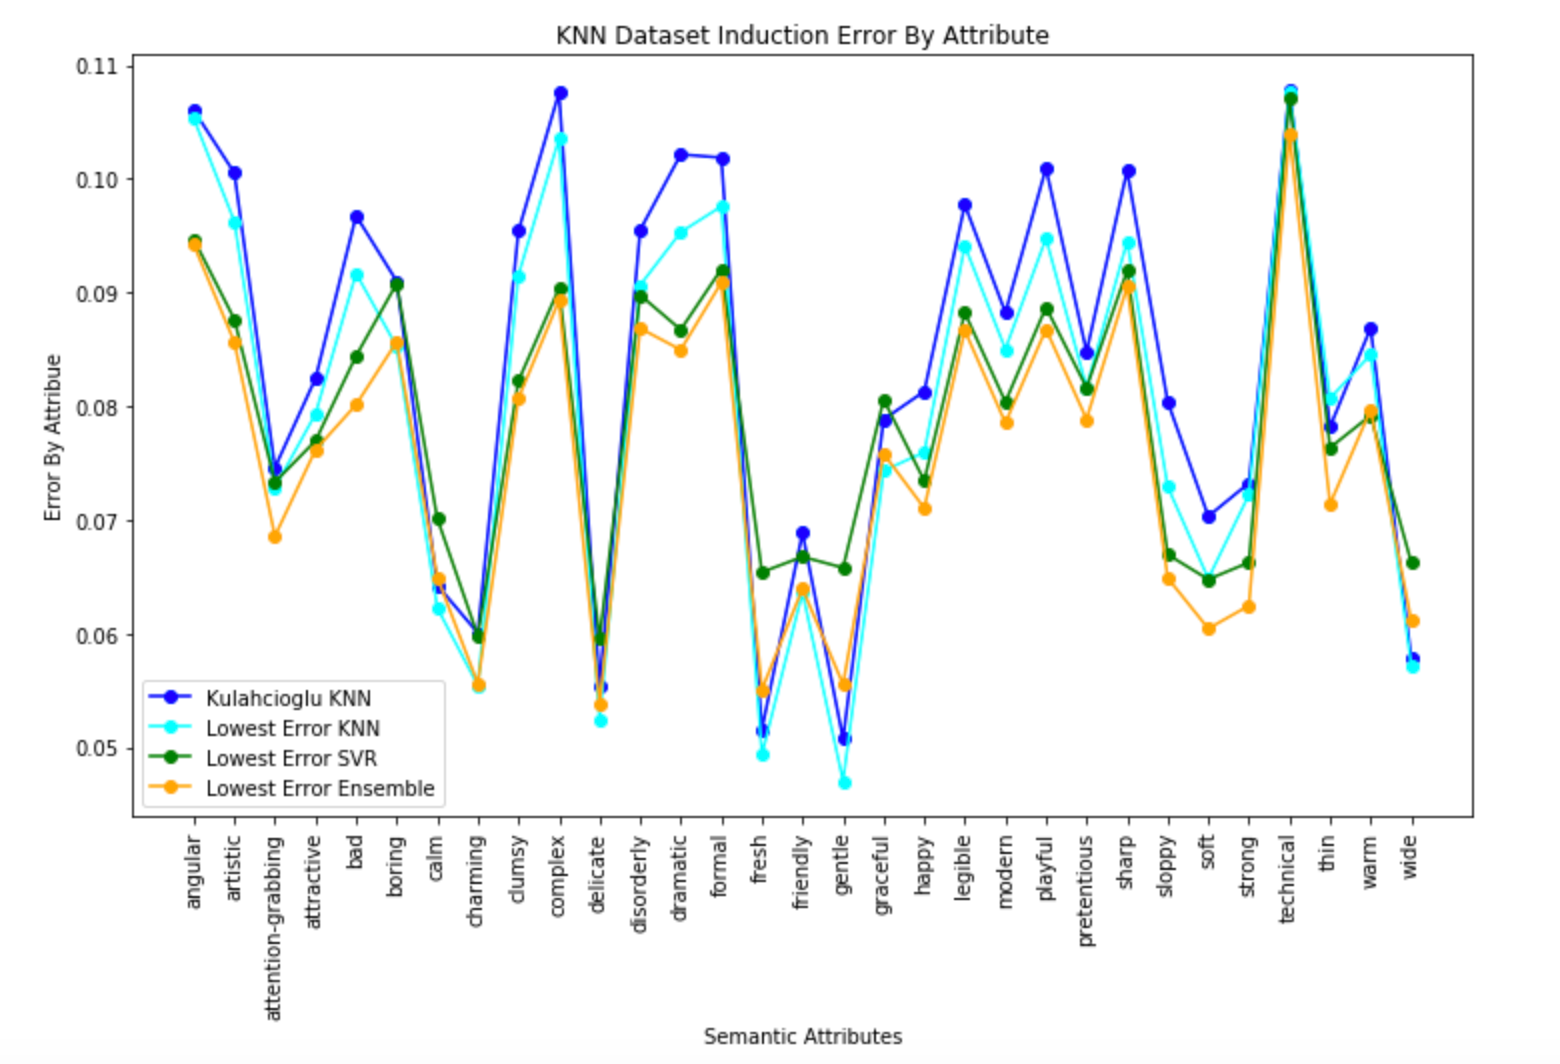 KNN Dataset Induction Error By Attribute
0.11
0.10
0.09
0.08
0.07
0.06
0.05
Error By Attribue
Kulahcioglu KNN
Lowest Error KNN
Lowest Error SVR
Lowest Error Ensemble
angular
artistic
attention-grabbing
attractive
bad
boring
calm
charming
clumsy
complex
delicate
disorderly
dramatic
formal
fresh
friendly
gentle
graceful
happy
legible
modern
playful
pretentious
sharp
sloppy
soft
strong
technical
thin
warm
wide
Semantic Attributes